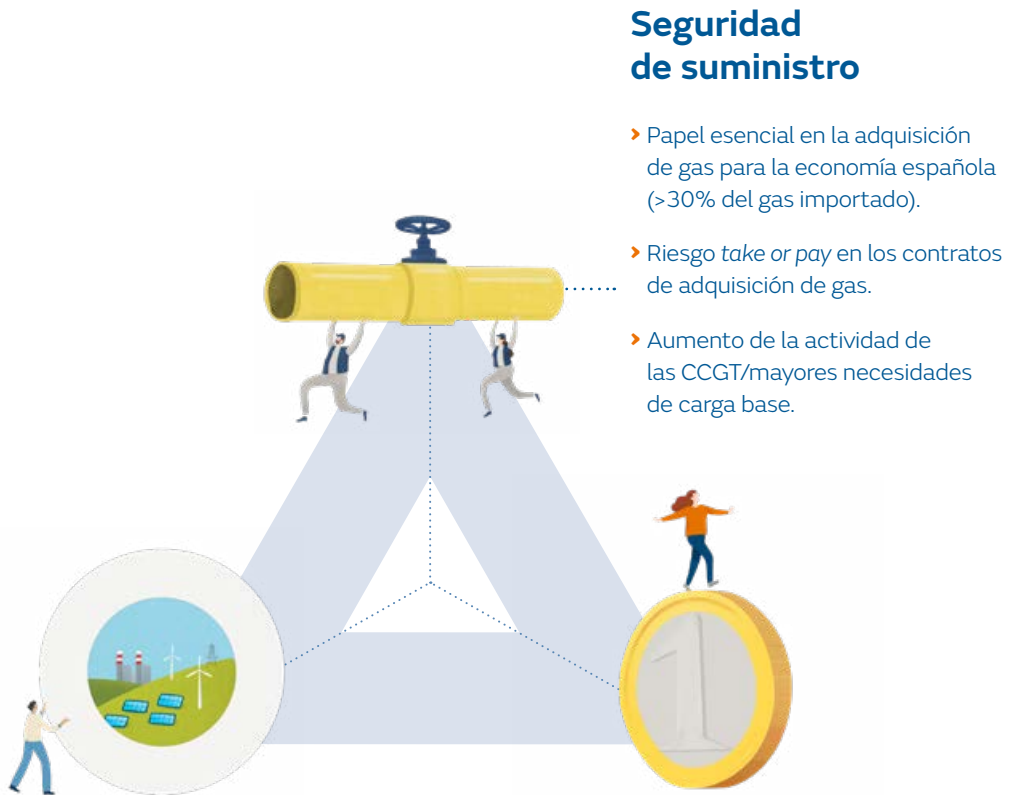 Seguridad
de suministro
› Papel esencial en la adquisición
de gas para la economía española
(>30% del gas importado).
› Riesgo take or pay en los contratos
de adquisición de gas.
› Aumento de la actividad de
las CCGT/mayores necesidades
de carga base.
1